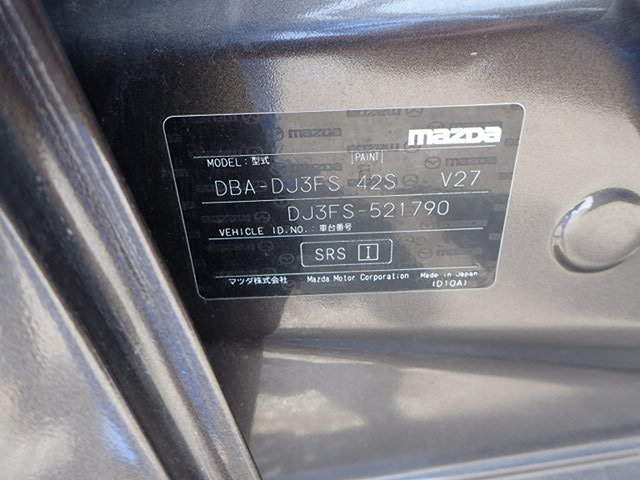 mazda
MODEL: 型式 PAINT
DBA-DJ3FS 42S V27
DJ3FS-521790
VEHICLE ID.NO.: 車台番号
SRS I
マツダ株式会社 Mazda Motor Corporation Made in Japan
(D10A)